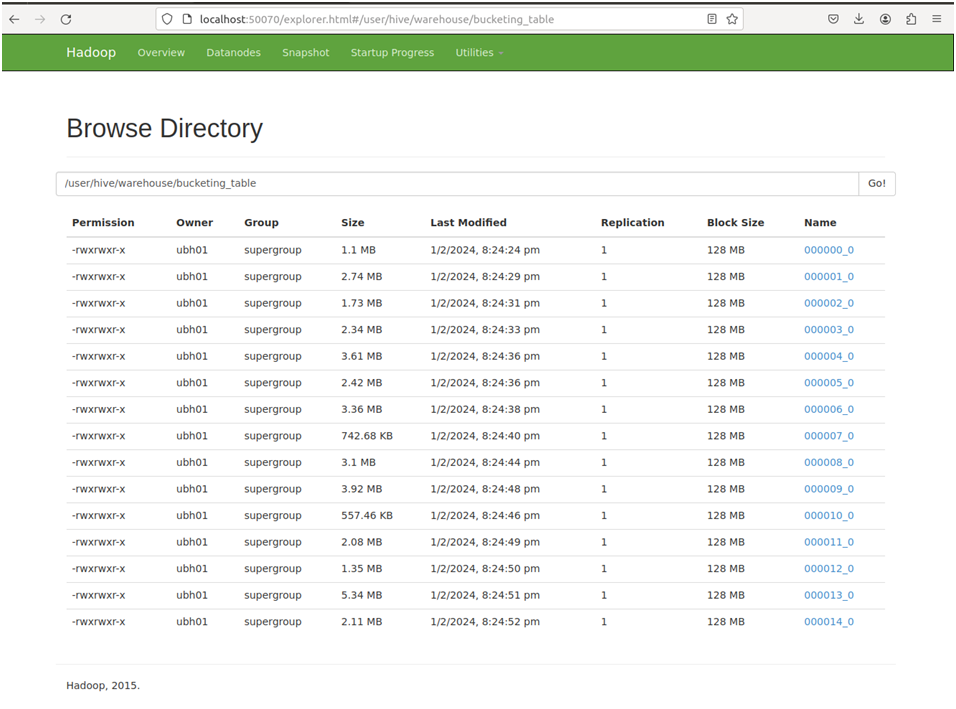 localhost:50070/explorer.html#/user/hive/warehouse/bucketing_table
Hadoop Overview Datanodes Snapshot Startup Progress Utilities
Browse Directory
/user/hive/warehouse/bucketing_table Go!
Permission Owner Group Size Last Modified Replication Block Size Name
-rwxrwxr-x ubh01 supergroup 1.1 MB 1/2/2024, 8:24:24 pm 1 128 MB 000000_0
-rwxrwxr-x ubh01 supergroup 2.74 MB 1/2/2024, 8:24:29 pm 1 128 MB 000001_0
-rwxrwxr-x ubh01 supergroup 1.73 MB 1/2/2024, 8:24:31 pm 1 128 MB 000002_0
-rwxrwxr-x ubh01 supergroup 2.34 MB 1/2/2024, 8:24:33 pm 1 128 MB 000003_0
-rwxrwxr-x ubh01 supergroup 3.61 MB 1/2/2024, 8:24:36 pm 1 128 MB 000004_0
-rwxrwxr-x ubh01 supergroup 2.42 MB 1/2/2024, 8:24:36 pm 1 128 MB 000005_0
-rwxrwxr-x ubh01 supergroup 3.36 MB 1/2/2024, 8:24:38 pm 1 128 MB 000006_0
-rwxrwxr-x ubh01 supergroup 742.68 KB 1/2/2024, 8:24:40 pm 1 128 MB 000007_0
-rwxrwxr-x ubh01 supergroup 3.1 MB 1/2/2024, 8:24:44 pm 1 128 MB 000008_0
-rwxrwxr-x ubh01 supergroup 3.92 MB 1/2/2024, 8:24:48 pm 1 128 MB 000009_0
-rwxrwxr-x ubh01 supergroup 557.46 KB 1/2/2024, 8:24:46 pm 1 128 MB 000010_0
-rwxrwxr-x ubh01 supergroup 2.08 MB 1/2/2024, 8:24:49 pm 1 128 MB 000011_0
-rwxrwxr-x ubh01 supergroup 1.35 MB 1/2/2024, 8:24:50 pm 1 128 MB 000012_0
-rwxrwxr-x ubh01 supergroup 5.34 MB 1/2/2024, 8:24:51 pm 1 128 MB 000013_0
-rwxrwxr-x ubh01 supergroup 2.11 MB 1/2/2024, 8:24:52 pm 1 128 MB 000014_0
Hadoop, 2015.